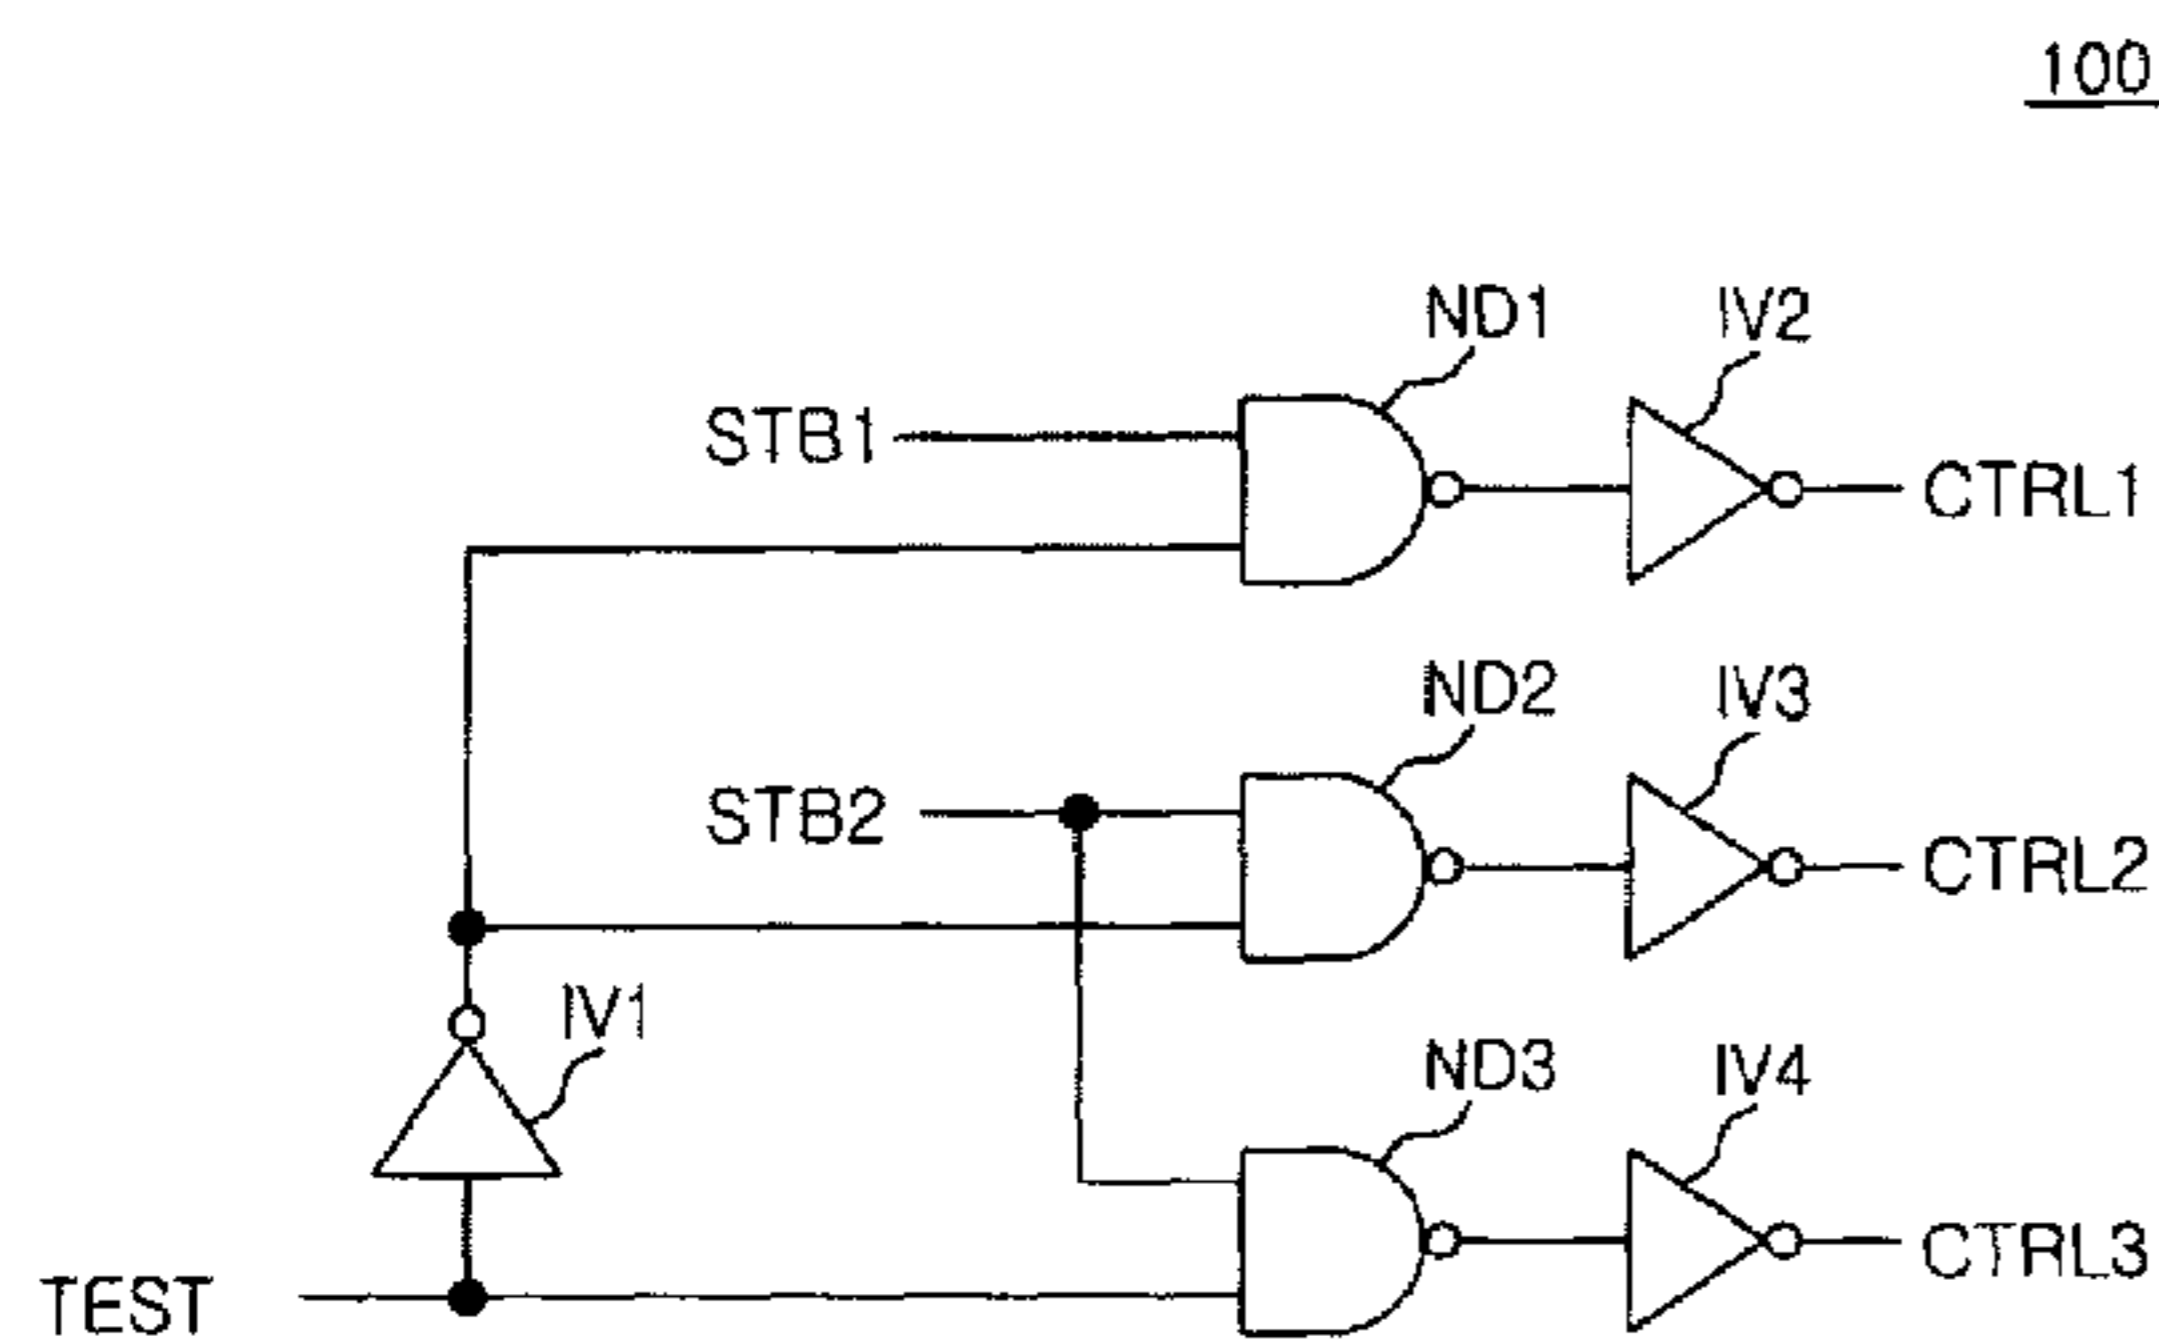 100
ND1
IV2
STB1
CTRL1
ND2
IV3
STB2
CTRL2
IV1
ND3
IV4
CTRL3
TEST